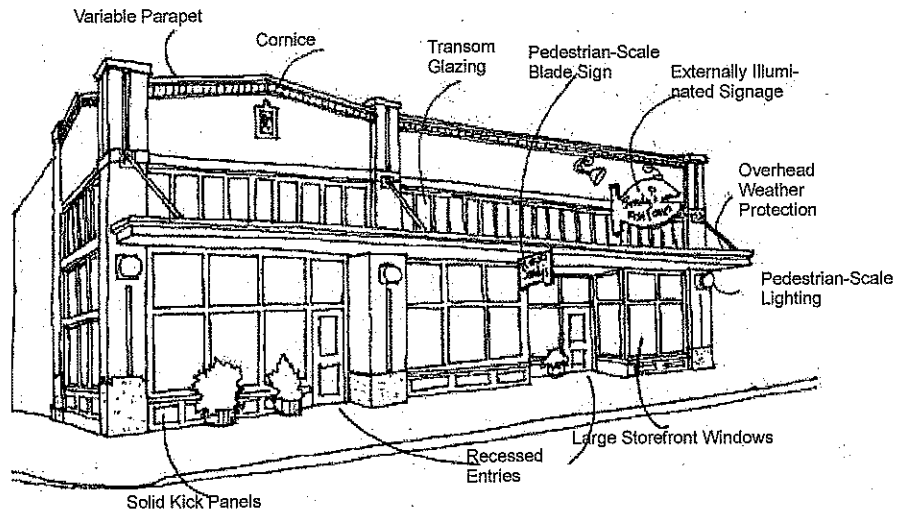 Variable Parapet
Cornice
Transom
Glazing
Pedestrian-Scale
Blade Sign
Externally Illumi-
nated Signage
Overhead
Weather
Protection
Pedestrian-Scale
Lighting
Large Storefront Windows
Recessed
Entries
Solid Kick Panels